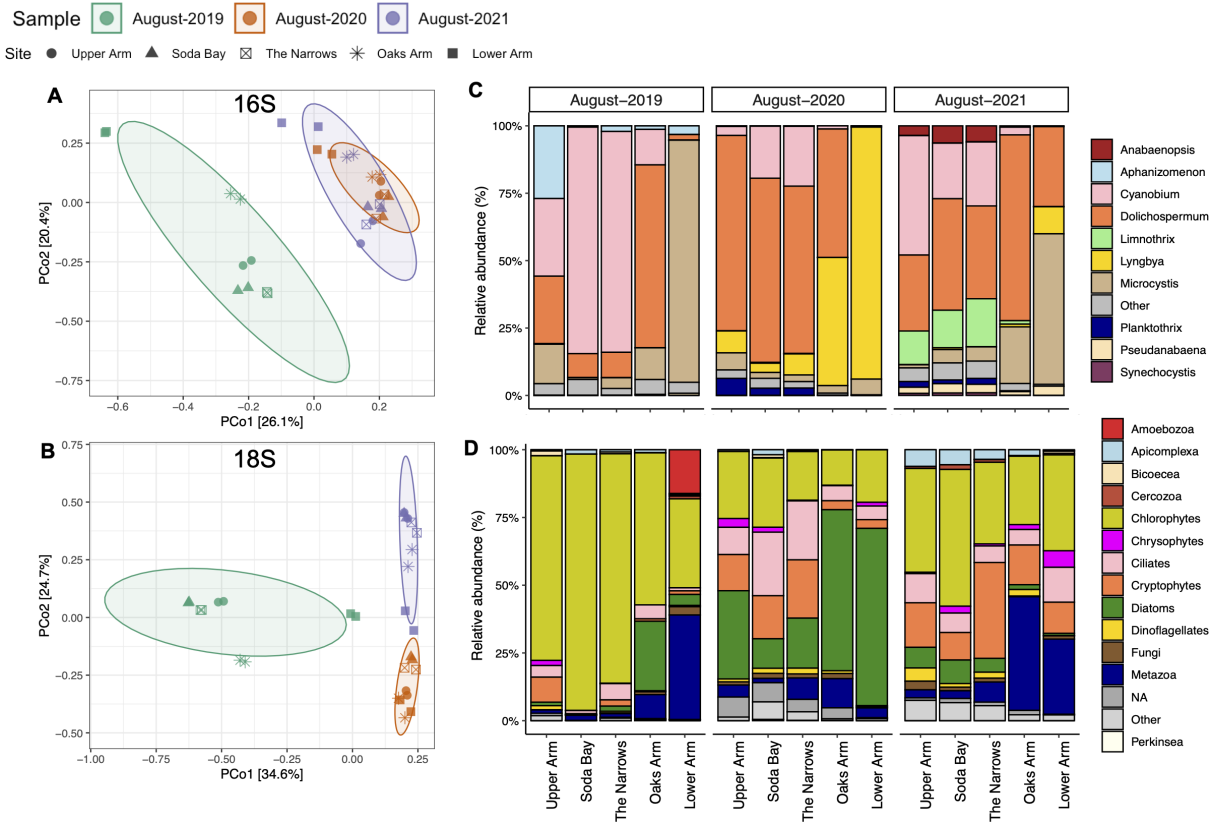 Sample August-2019 August-2020 August-2021
Site Upper Arm Soda Bay The Narrows Oaks Arm Lower Arm
A
16S
0.25
0.00
−0.25
−0.50
−0.75
PCo2 [20.4%]
−0.6 −0.4 −0.2 0.0 0.2
PCo1 [26.1%]
B
18S
0.75
0.50
0.25
0.00
−0.25
−0.50
PCo2 [24.7%]
−1.00 −0.75 −0.50 −0.25 0.00 0.25
PCo1 [34.6%]
C
August−2019 August−2020 August−2021
100%
75%
50%
25%
0%
Relative abundance (%)
Anabaenopsis
Aphanizomenon
Cyanobium
Dolichospermum
Limnothrix
Lyngbya
Microcystis
Other
Planktothrix
Pseudanabaena
Synechocystis
D
100%
75%
50%
25%
0%
Relative abundance (%)
Upper Arm Soda Bay The Narrows Oaks Arm Lower Arm
Upper Arm Soda Bay The Narrows Oaks Arm Lower Arm
Upper Arm Soda Bay The Narrows Oaks Arm Lower Arm
Amoebozoa
Apicomplexa
Bicoecea
Cercozoa
Chlorophytes
Chrysophytes
Ciliates
Cryptophytes
Diatoms
Dinoflagellates
Fungi
Metazoa
NA
Other
Perkinsea